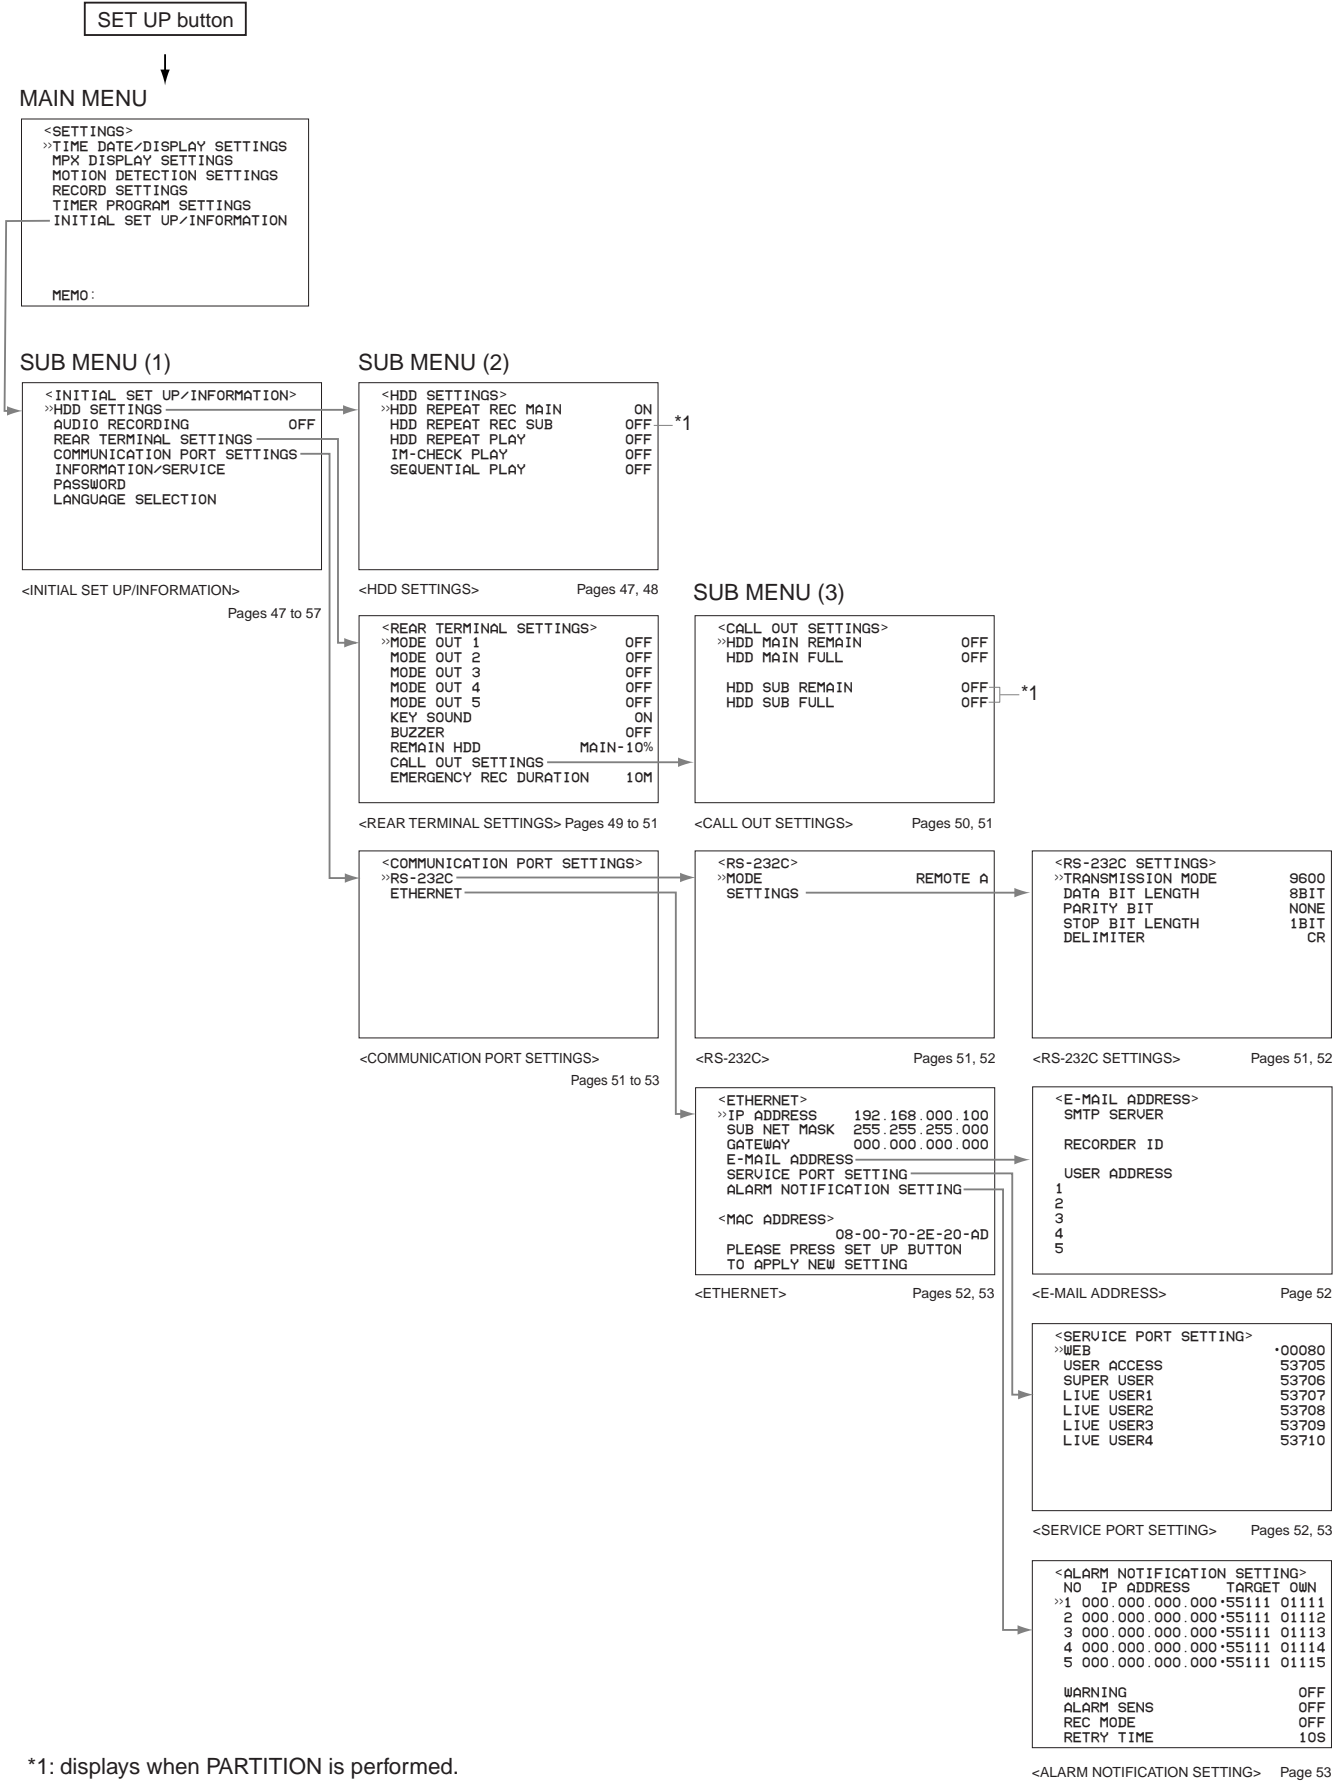 SET UP button
MAIN MENU
<SETTINGS>
»TIME DATE/DISPLAY SETTINGS
MPX DISPLAY SETTINGS
MOTION DETECTION SETTINGS
RECORD SETTINGS
TIMER PROGRAM SETTINGS
INITIAL SET UP/INFORMATION
MEMO:
SUB MENU (1)
<INITIAL SET UP/INFORMATION>
»HDD SETTINGS
AUDIO RECORDING OFF
REAR TERMINAL SETTINGS
COMMUNICATION PORT SETTINGS
INFORMATION/SERVICE
PASSWORD
LANGUAGE SELECTION
<INITIAL SET UP/INFORMATION>
Pages 47 to 57
SUB MENU (2)
<HDD SETTINGS>
»HDD REPEAT REC MAIN ON
HDD REPEAT REC SUB OFF *1
HDD REPEAT PLAY OFF
IM-CHECK PLAY OFF
SEQUENTIAL PLAY OFF
<HDD SETTINGS> Pages 47, 48
<REAR TERMINAL SETTINGS>
»MODE OUT 1 OFF
MODE OUT 2 OFF
MODE OUT 3 OFF
MODE OUT 4 OFF
MODE OUT 5 OFF
KEY SOUND ON
BUZZER OFF
REMAIN HDD MAIN-10%
CALL OUT SETTINGS
EMERGENCY REC DURATION 10M
<REAR TERMINAL SETTINGS> Pages 49 to 51
SUB MENU (3)
<CALL OUT SETTINGS>
»HDD MAIN REMAIN OFF
HDD MAIN FULL OFF
HDD SUB REMAIN OFF
HDD SUB FULL OFF
*1
<CALL OUT SETTINGS> Pages 50, 51
<COMMUNICATION PORT SETTINGS>
»RS-232C
ETHERNET
<COMMUNICATION PORT SETTINGS>
Pages 51 to 53
<RS-232C>
»MODE REMOTE A
SETTINGS
<RS-232C> Pages 51, 52
<RS-232C SETTINGS>
»TRANSMISSION MODE 9600
DATA BIT LENGTH 8BIT
PARITY BIT NONE
STOP BIT LENGTH 1BIT
DELIMITER CR
<RS-232C SETTINGS> Pages 51, 52
<ETHERNET>
»IP ADDRESS 192.168.000.100
SUB NET MASK 255.255.255.000
GATEWAY 000.000.000.000
E-MAIL ADDRESS
SERVICE PORT SETTING
ALARM NOTIFICATION SETTING
<MAC ADDRESS>
08-00-70-2E-20-AD
PLEASE PRESS SET UP BUTTON
TO APPLY NEW SETTING
<ETHERNET> Pages 52, 53
<E-MAIL ADDRESS>
SMTP SERVER
RECORDER ID
USER ADDRESS
1
2
3
4
5
<E-MAIL ADDRESS> Page 52
<SERVICE PORT SETTING>
»WEB •00080
USER ACCESS 53705
SUPER USER 53706
LIVE USER1 53707
LIVE USER2 53708
LIVE USER3 53709
LIVE USER4 53710
<SERVICE PORT SETTING> Pages 52, 53
<ALARM NOTIFICATION SETTING>
NO IP ADDRESS TARGET OWN
»1 000.000.000.000•55111 01111
2 000.000.000.000•55111 01112
3 000.000.000.000•55111 01113
4 000.000.000.000•55111 01114
5 000.000.000.000•55111 01115
WARNING OFF
ALARM SENS OFF
REC MODE OFF
RETRY TIME 10S
<ALARM NOTIFICATION SETTING> Page 53
*1: displays when PARTITION is performed.